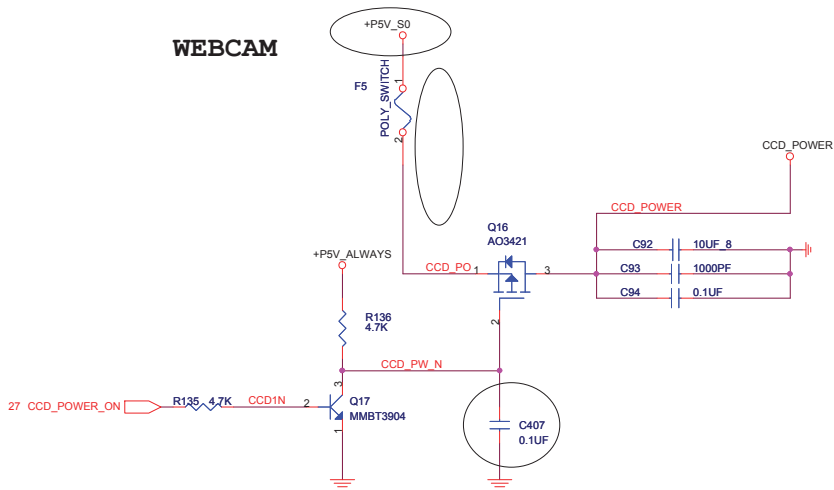 WEBCAM
+P5V_S0
F5
1
POLY_SWITCH
2
CCD_POWER
CCD_POWER
Q16
AO3421
+P5V_ALWAYS
CCD_PO
1
3
2
C92
10UF_8
C93
1000PF
C94
0.1UF
R136
4.7K
CCD_PW_N
27 CCD_POWER_ON
R135
4.7K
CCD1N
2
3
1
Q17
MMBT3904
C407
0.1UF